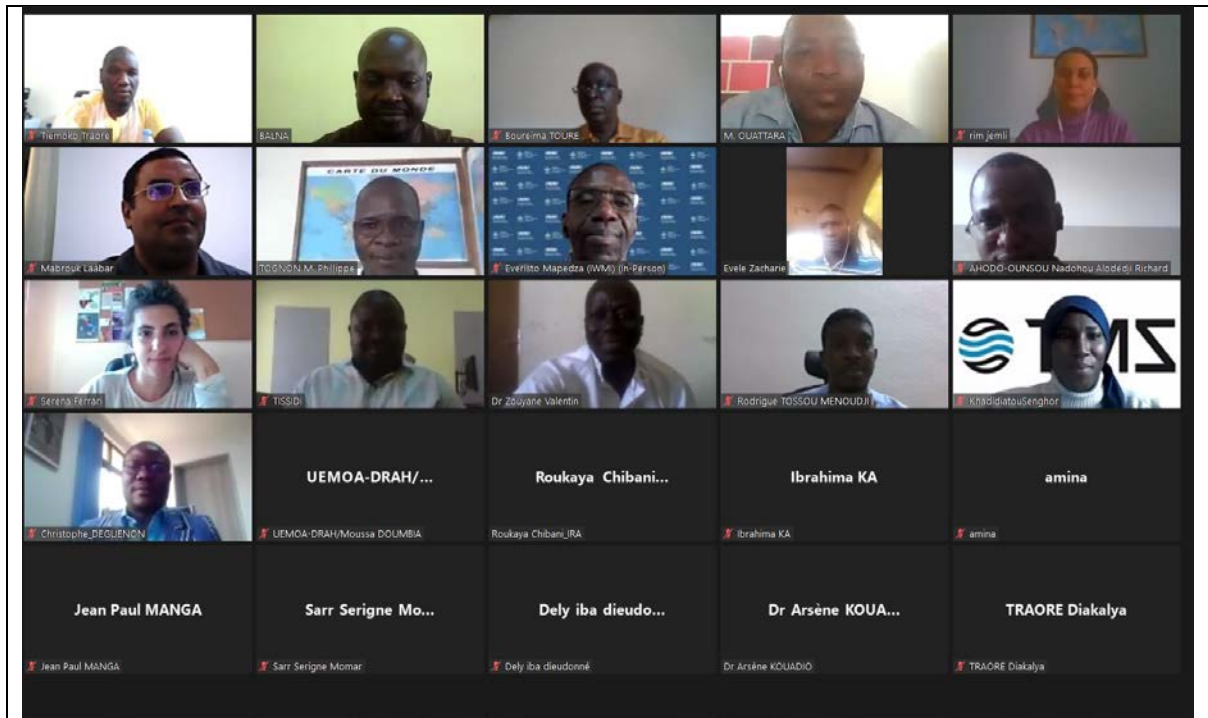 Tiemoko Traore
BALNA
Boureima TOURE
M. OUATTARA
rim jemli
CARTE DU MONDE
Mabrouk Laabar
TOGNON M. Phillippe
Everisto Mapedza (IWMI) (In-Person)
Evele Zacharie
AHODO-OUNSOU Nadohou Alodédji Richard
Serena Ferrari
TISSIDI
Dr Zouyane Valentin
Rodrigue TOSSOU MENOUDJI
KhadidiatouSenghor
Christophe_DEGUENON
UEMOA-DRAH/...
UEMOA-DRAH/Moussa DOUMBIA
Roukaya Chibani...
Roukaya Chibani_IRA
Ibrahima KA
Ibrahima KA
amina
amina
Jean Paul MANGA
Jean Paul MANGA
Sarr Serigne Mo...
Sarr Serigne Momar
Dely iba dieudo...
Dely iba dieudonné
Dr Arsène KOUA...
Dr Arsène KOUADIO
TRAORE Diakalya
TRAORE Diakalya